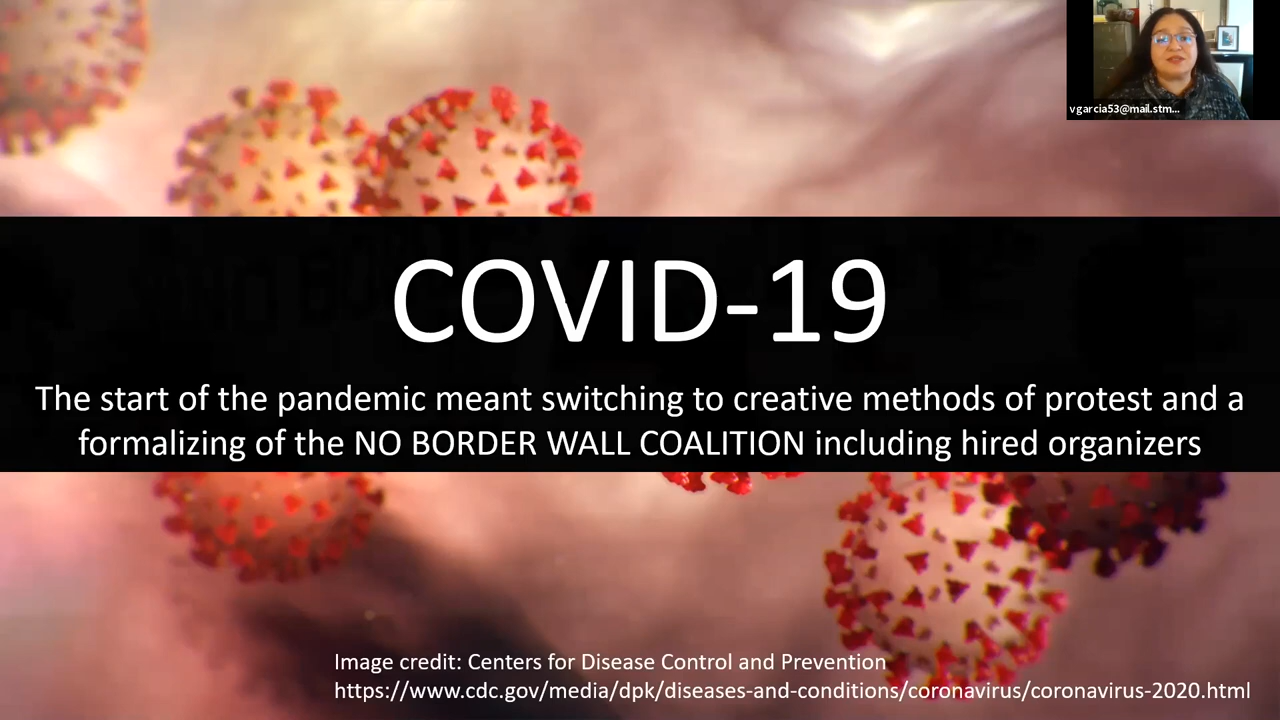 vgarcia53@mail.stm...
COVID-19
The start of the pandemic meant switching to creative methods of protest and a
formalizing of the NO BORDER WALL COALITION including hired organizers
Image credit: Centers for Disease Control and Prevention
https://www.cdc.gov/media/dpk/diseases-and-conditions/coronavirus/coronavirus-2020.html